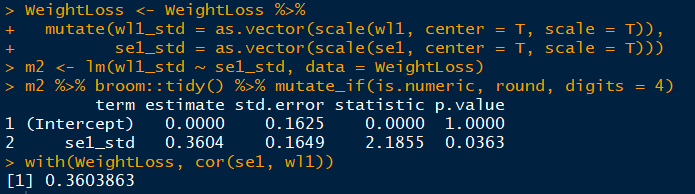 > WeightLoss <- WeightLoss %>%
+   mutate(wl1_std = as.vector(scale(wl1, center = T, scale = T)),
+          se1_std = as.vector(scale(se1, center = T, scale = T)))
> m2 <- lm(wl1_std ~ se1_std, data = WeightLoss)
> m2 %>% broom::tidy() %>% mutate_if(is.numeric, round, digits = 4)
         term estimate std.error statistic p.value
1 (Intercept)   0.0000    0.1625    0.0000  1.0000
2     se1_std   0.3604    0.1649    2.1855  0.0363
> with(WeightLoss, cor(se1, wl1))
[1] 0.3603863